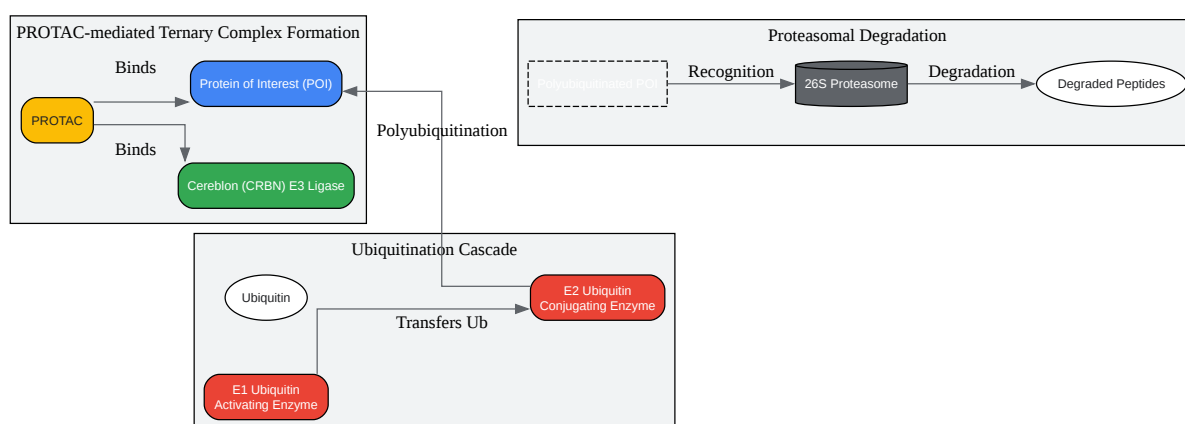 PROTAC-mediated Ternary Complex Formation
Binds
Protein of Interest (POI)
PROTAC
Binds
Cereblon (CRBN) E3 Ligase
Polyubiquitination
Proteasomal Degradation
Polyubiquitinated POI
Recognition
26S Proteasome
Degradation
Degraded Peptides
Ubiquitination Cascade
Ubiquitin
E2 Ubiquitin
Conjugating Enzyme
Transfers Ub
E1 Ubiquitin
Activating Enzyme